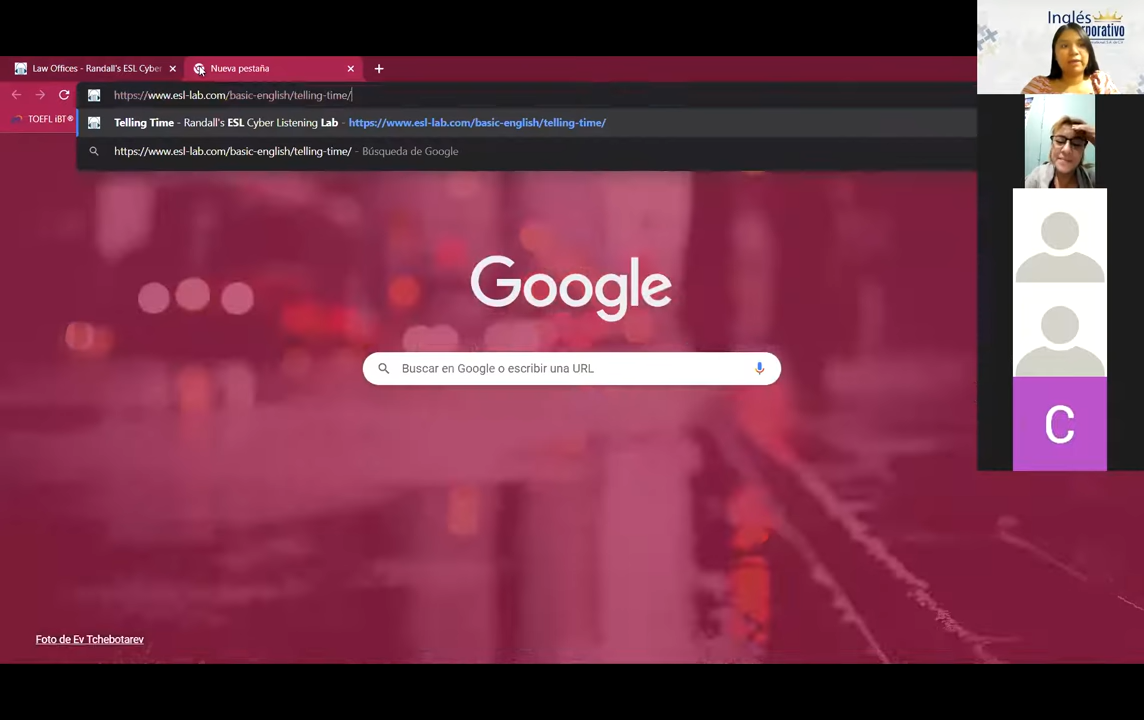 Law Offices - Randall's ESL Cyber
Nueva pestaña
https://www.esl-lab.com/basic-english/telling-time/
TOEFL iBT®
Telling Time - Randall's ESL Cyber Listening Lab - https://www.esl-lab.com/basic-english/telling-time/
https://www.esl-lab.com/basic-english/telling-time/ - Búsqueda de Google
Google
Buscar en Google o escribir una URL
Foto de Ev Tchebotarev
Inglés
C